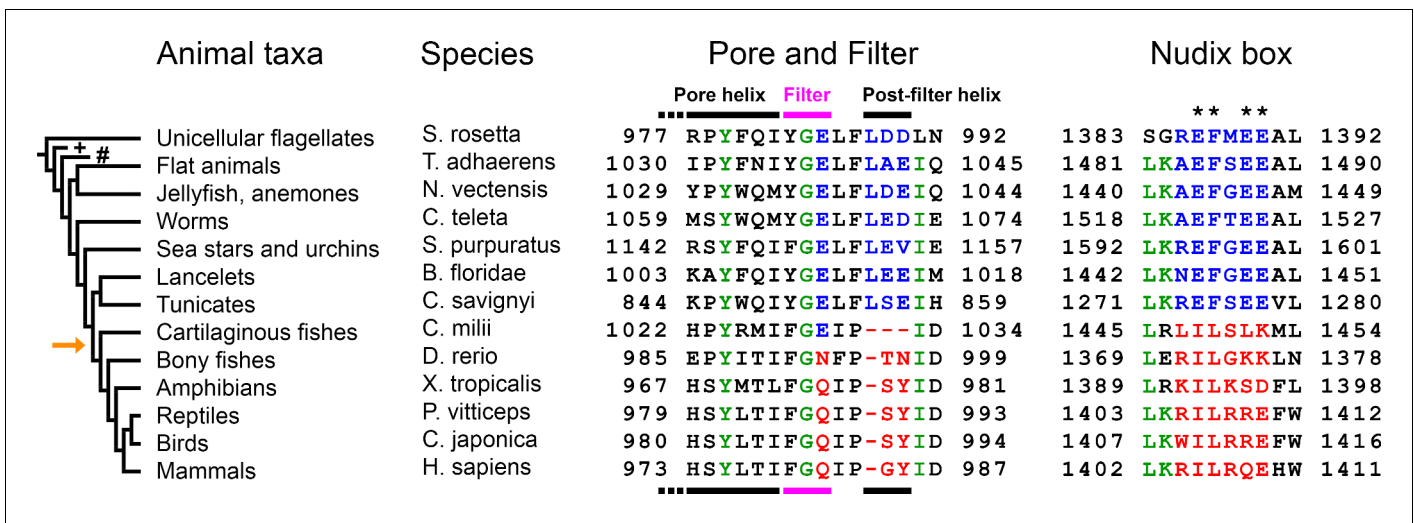 Animal taxa Species Pore and Filter Nudix box
Pore helix Filter Post-filter helix ** **
Unicellular flagellates S. rosetta 977 RPYFQIYGELFLDDLN 992 1383 SGREFMEEAL 1392
+
#
Flat animals T. adhaerens 1030 IPYFNIYGELFLAEIQ 1045 1481 LKAEFSEEAL 1490
Jellyfish, anemones N. vectensis 1029 YPYWQMYGELFLDEIQ 1044 1440 LKAEFGEEAM 1449
Worms C. teleta 1059 MSYWQMYGELFLEDIE 1074 1518 LKAEFTEEAL 1527
Sea stars and urchins S. purpuratus 1142 RSYFQIFGELFLEVIE 1157 1592 LKREFGEEAL 1601
Lancelets B. floridae 1003 KAYFQIYGELFLEEIM 1018 1442 LKNEFGEEAL 1451
Tunicates C. savignyi 844 KPYWQIYGELFLSEIH 859 1271 LKREFSEEVL 1280
Cartilaginous fishes C. milii 1022 HPYRMIFGEIP---ID 1034 1445 LRLILSLKML 1454
Bony fishes D. rerio 985 EPYITIFGNFP-TNID 999 1369 LERILGKKLN 1378
Amphibians X. tropicalis 967 HSYMTLFGQIP-SYID 981 1389 LRKILKSDFL 1398
Reptiles P. vitticeps 979 HSYLTIFGQIP-SYID 993 1403 LKRILRREFW 1412
Birds C. japonica 980 HSYLTIFGQIP-SYID 994 1407 LKWILRREFW 1416
Mammals H. sapiens 973 HSYLTIFGQIP-GYID 987 1402 LKRILRQEHW 1411